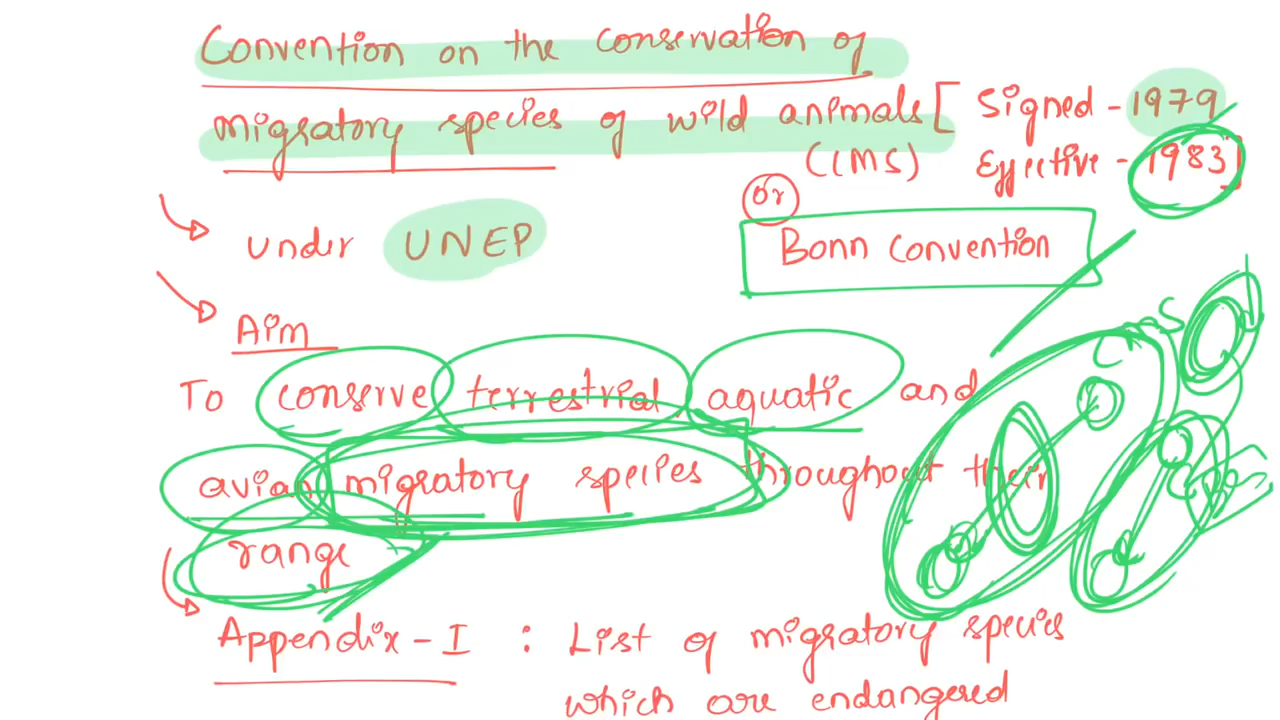 Convention on the conservation of
migratory species of wild animals [ Signed - 1979
(CMS) Effective - 1983]
or
under UNEP
Bonn convention
Aim
To conserve terrestrial, aquatic and
avian migratory species throughout their
range
Appendix - I : List of migratory species
which are endangered